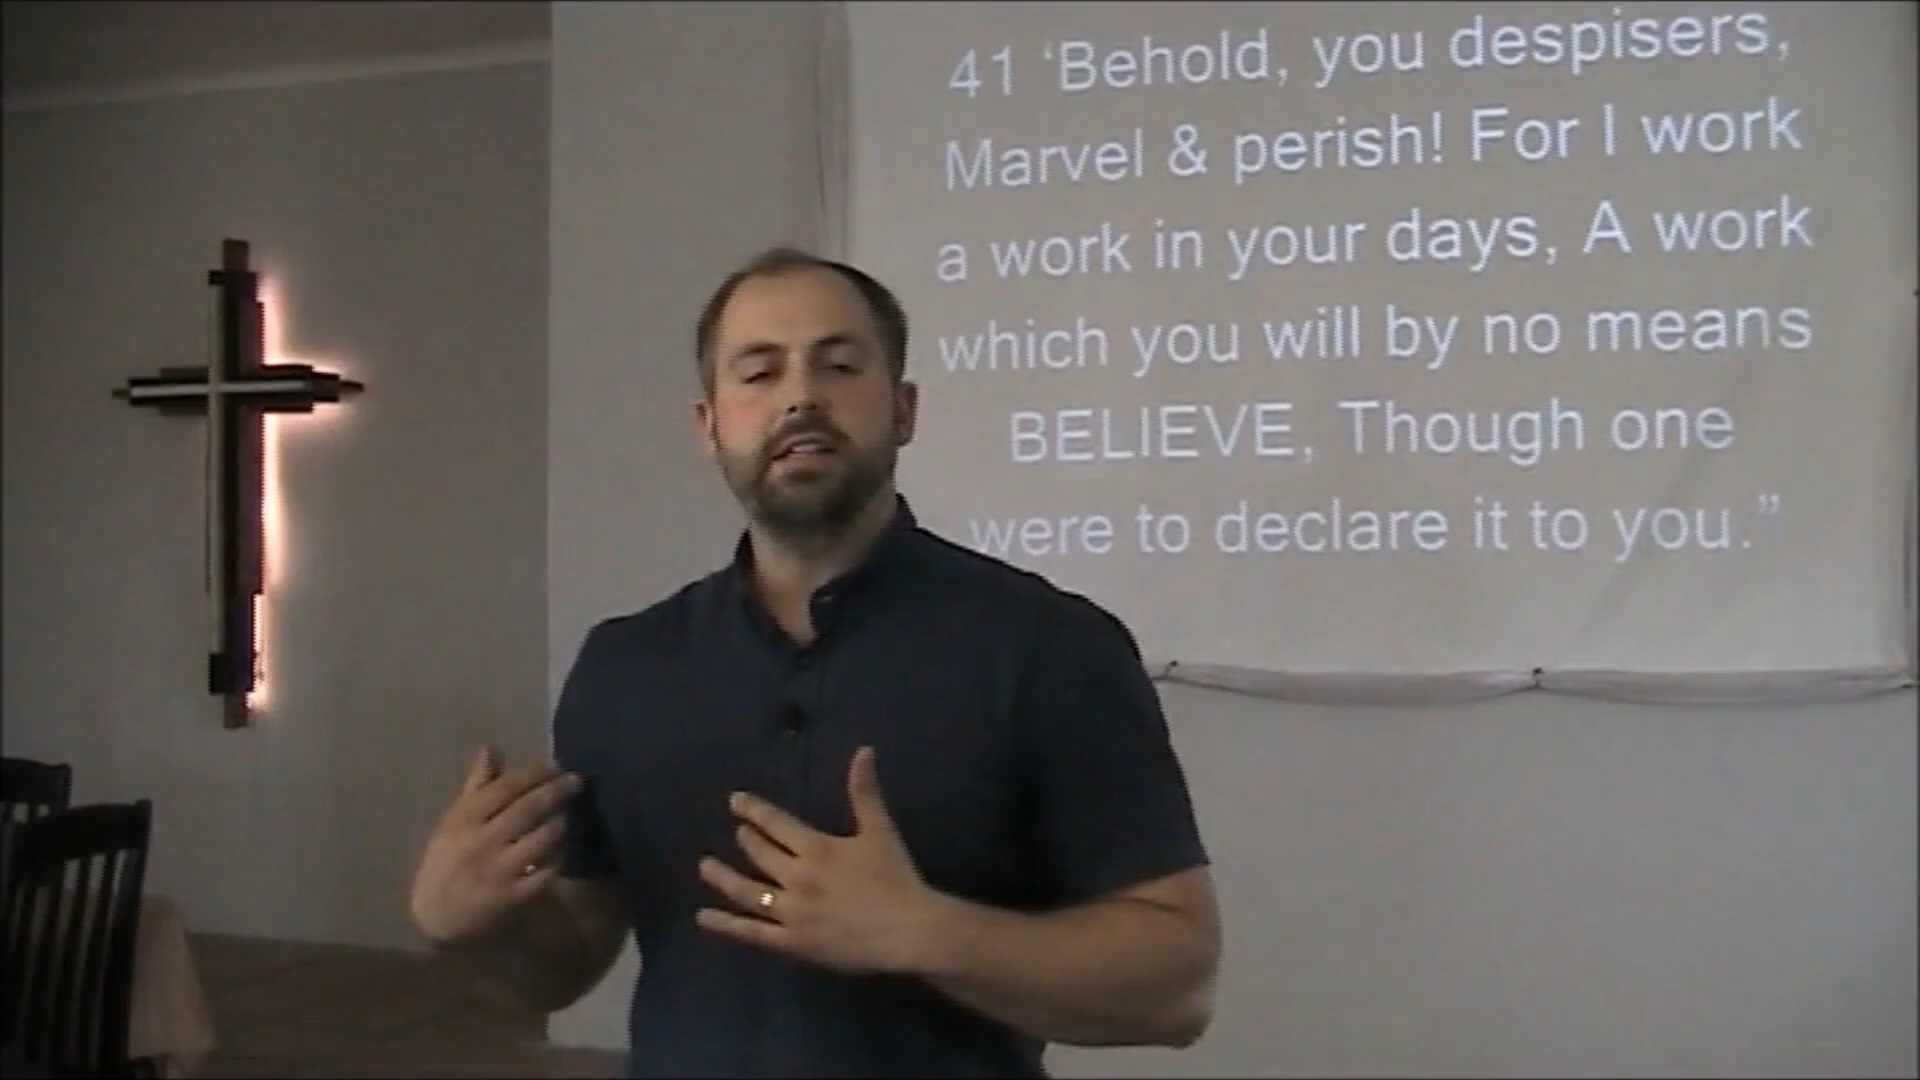 41 ‘Behold, you despisers,
Marvel & perish! For I work
a work in your days, A work
which you will by no means
BELIEVE, Though one
were to declare it to you.”